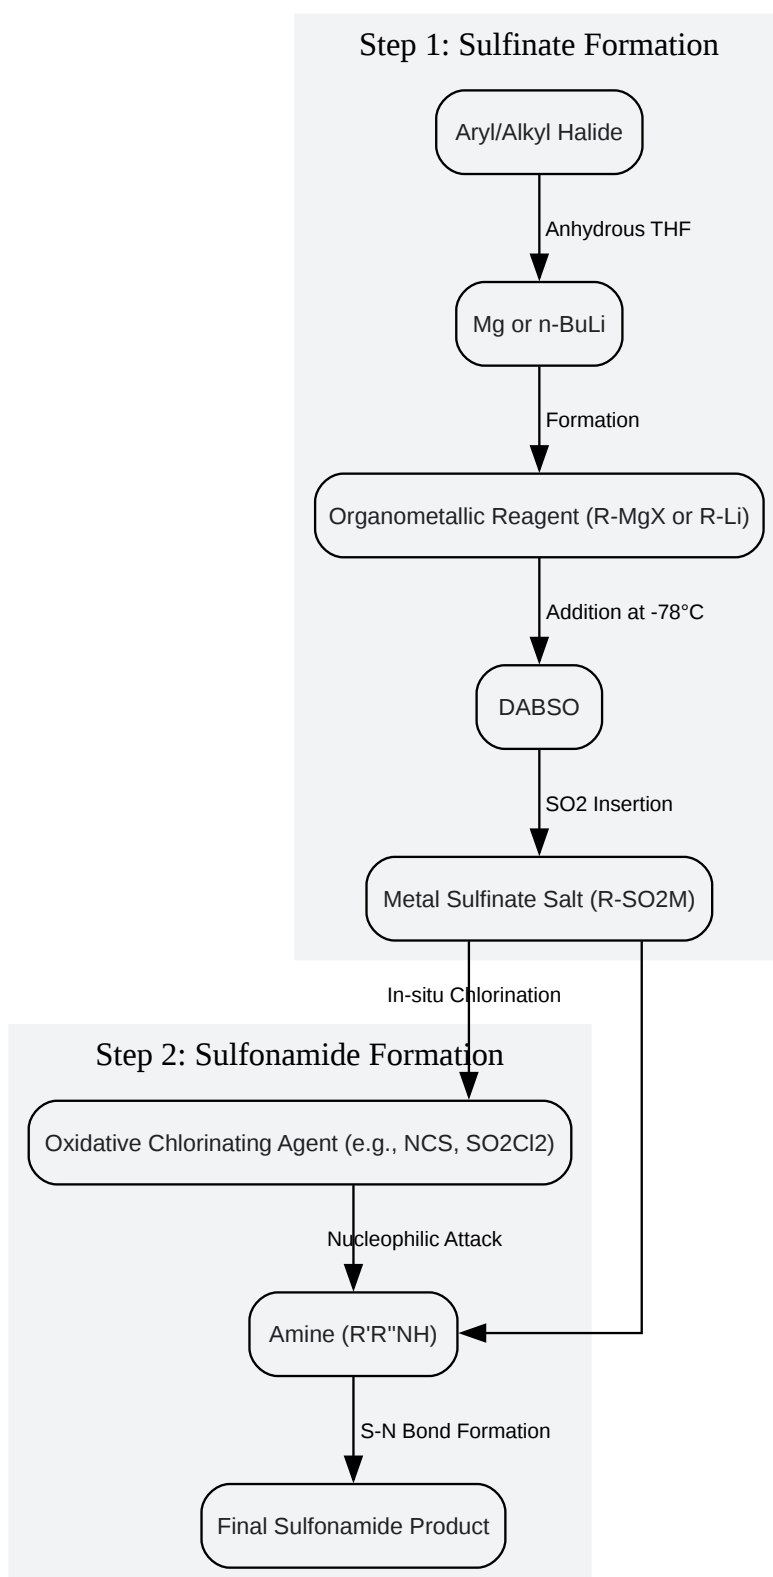 Step 1: Sulfinate Formation
Aryl/Alkyl Halide
Anhydrous THF
Mg or n-BuLi
Formation
Organometallic Reagent (R-MgX or R-Li)
Addition at -78°C
DABSO
SO2 Insertion
Metal Sulfinate Salt (R-SO2M)
In-situ Chlorination
Step 2: Sulfonamide Formation
Oxidative Chlorinating Agent (e.g., NCS, SO2Cl2)
Nucleophilic Attack
Amine (R'R''NH)
S-N Bond Formation
Final Sulfonamide Product